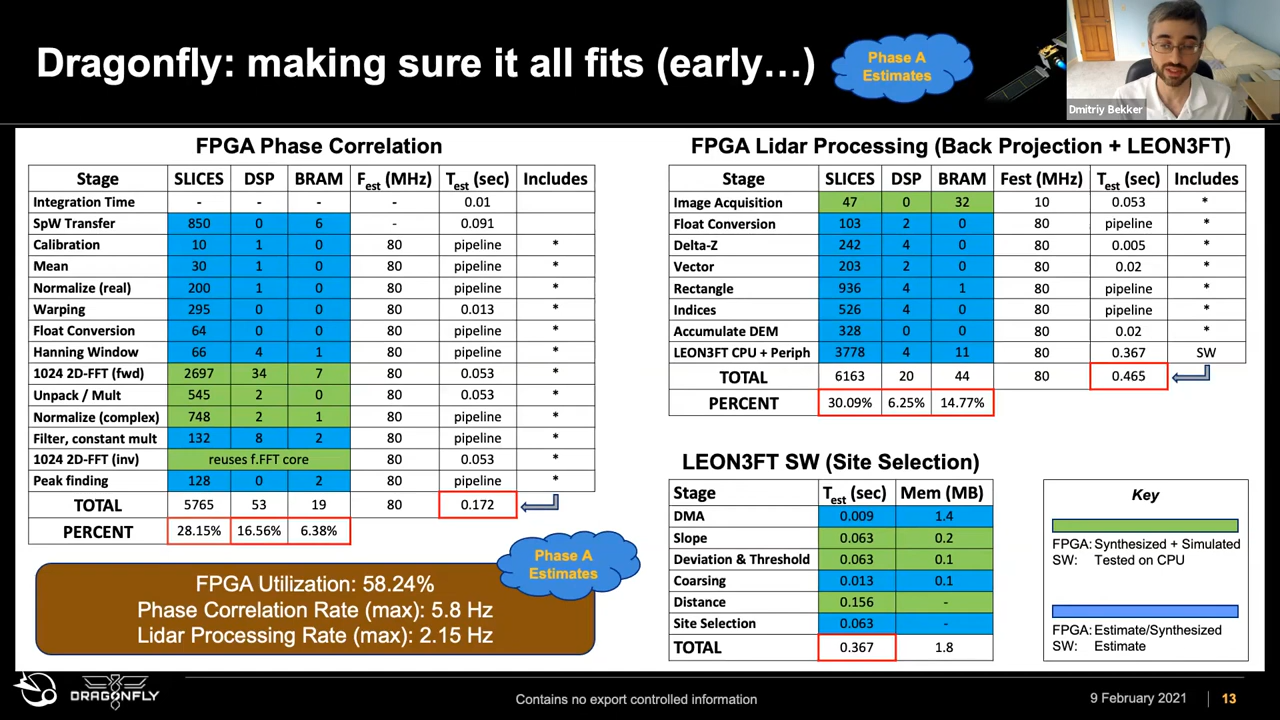 Dragonfly: making sure it all fits (early…)
Phase A
Estimates
Dmitriy Bekker
FPGA Phase Correlation
Stage SLICES DSP BRAM Fest (MHz) Test (sec) Includes
Integration Time - - - - 0.01
SpW Transfer 850 0 6 - 0.091
Calibration 10 1 0 80 pipeline *
Mean 30 1 0 80 pipeline *
Normalize (real) 200 1 0 80 pipeline *
Warping 295 0 0 80 0.013 *
Float Conversion 64 0 0 80 pipeline *
Hanning Window 66 4 1 80 pipeline *
1024 2D-FFT (fwd) 2697 34 7 80 0.053 *
Unpack / Mult 545 2 0 80 0.053 *
Normalize (complex) 748 2 1 80 pipeline *
Filter, constant mult 132 8 2 80 pipeline *
1024 2D-FFT (inv) reuses f.FFT core 80 0.053 *
Peak finding 128 0 2 80 pipeline *
TOTAL 5765 53 19 80 0.172
PERCENT 28.15% 16.56% 6.38%
Phase A
Estimates
FPGA Utilization: 58.24%
Phase Correlation Rate (max): 5.8 Hz
Lidar Processing Rate (max): 2.15 Hz
FPGA Lidar Processing (Back Projection + LEON3FT)
Stage SLICES DSP BRAM Fest (MHz) Test (sec) Includes
Image Acquisition 47 0 32 10 0.053 *
Float Conversion 103 2 0 80 pipeline *
Delta-Z 242 4 0 80 0.005 *
Vector 203 2 0 80 0.02 *
Rectangle 936 4 1 80 pipeline *
Indices 526 4 0 80 pipeline *
Accumulate DEM 328 0 0 80 0.02 *
LEON3FT CPU + Periph 3778 4 11 80 0.367 SW
TOTAL 6163 20 44 80 0.465
PERCENT 30.09% 6.25% 14.77%
LEON3FT SW (Site Selection)
Stage Test (sec) Mem (MB)
DMA 0.009 1.4
Slope 0.063 0.2
Deviation & Threshold 0.063 0.1
Coarsing 0.013 0.1
Distance 0.156 -
Site Selection 0.063 -
TOTAL 0.367 1.8
Key
FPGA: Synthesized + Simulated
SW: Tested on CPU
FPGA: Estimate/Synthesized
SW: Estimate
DRAGONFLY
Contains no export controlled information
9 February 2021
13